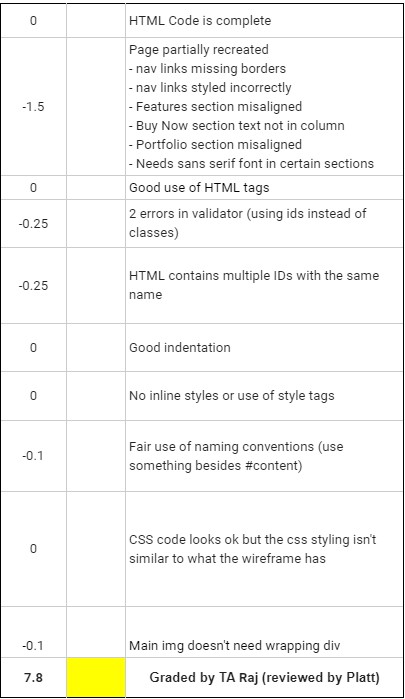 0 HTML Code is complete
Page partially recreated
- nav links missing borders
- nav links styled incorrectly
-1.5 - Features section misaligned
- Buy Now section text not in column
- Portfolio section misaligned
- Needs sans serif font in certain sections
0 Good use of HTML tags
-0.25 2 errors in validator (using ids instead of
classes)
-0.25 HTML contains multiple IDs with the same
name
0 Good indentation
0 No inline styles or use of style tags
-0.1 Fair use of naming conventions (use
something besides #content)
0 CSS code looks ok but the css styling isn't
similar to what the wireframe has
-0.1 Main img doesn't need wrapping div
7.8 Graded by TA Raj (reviewed by Platt)